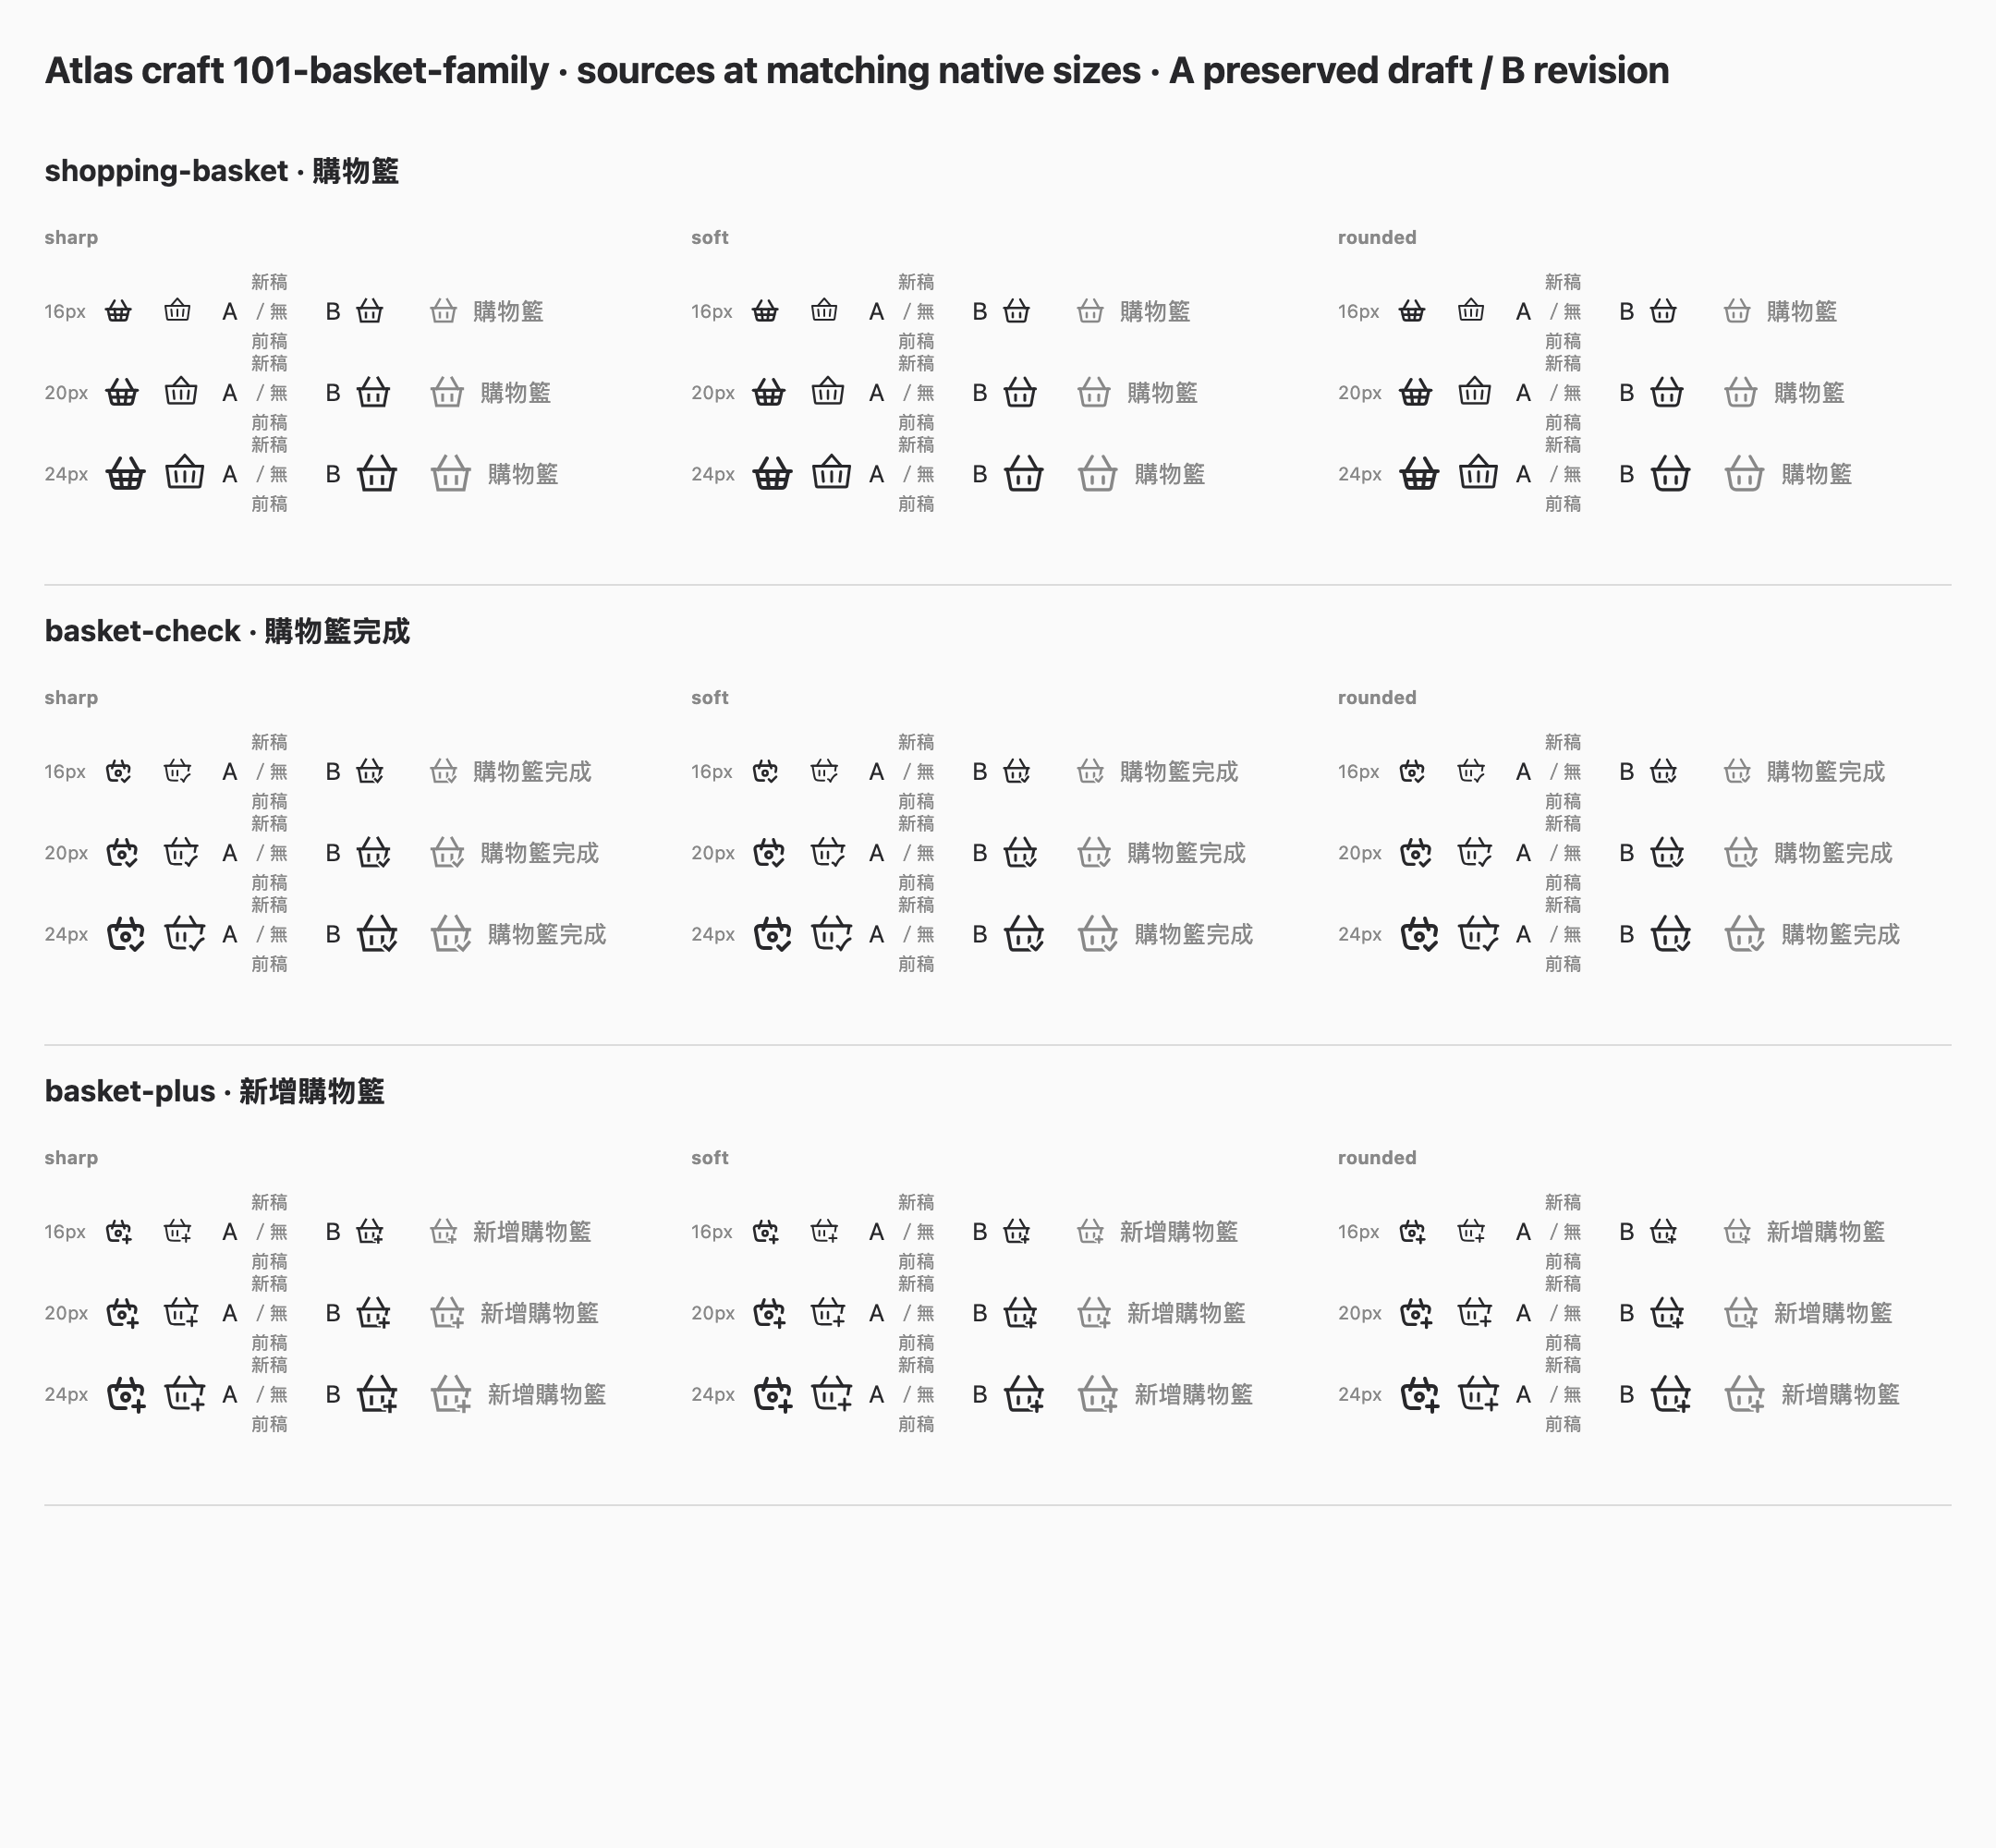 Atlas craft 101-basket-family · sources at matching native sizes · A preserved draft / B revision
shopping-basket · 購物籃
sharp
16px A 新稿 / 無前稿 B 購物籃
20px A 新稿 / 無前稿 B 購物籃
24px A 新稿 / 無前稿 B 購物籃
soft
16px A 新稿 / 無前稿 B 購物籃
20px A 新稿 / 無前稿 B 購物籃
24px A 新稿 / 無前稿 B 購物籃
rounded
16px A 新稿 / 無前稿 B 購物籃
20px A 新稿 / 無前稿 B 購物籃
24px A 新稿 / 無前稿 B 購物籃
basket-check · 購物籃完成
sharp
16px A 新稿 / 無前稿 B 購物籃完成
20px A 新稿 / 無前稿 B 購物籃完成
24px A 新稿 / 無前稿 B 購物籃完成
soft
16px A 新稿 / 無前稿 B 購物籃完成
20px A 新稿 / 無前稿 B 購物籃完成
24px A 新稿 / 無前稿 B 購物籃完成
rounded
16px A 新稿 / 無前稿 B 購物籃完成
20px A 新稿 / 無前稿 B 購物籃完成
24px A 新稿 / 無前稿 B 購物籃完成
basket-plus · 新增購物籃
sharp
16px A 新稿 / 無前稿 B 新增購物籃
20px A 新稿 / 無前稿 B 新增購物籃
24px A 新稿 / 無前稿 B 新增購物籃
soft
16px A 新稿 / 無前稿 B 新增購物籃
20px A 新稿 / 無前稿 B 新增購物籃
24px A 新稿 / 無前稿 B 新增購物籃
rounded
16px A 新稿 / 無前稿 B 新增購物籃
20px A 新稿 / 無前稿 B 新增購物籃
24px A 新稿 / 無前稿 B 新增購物籃